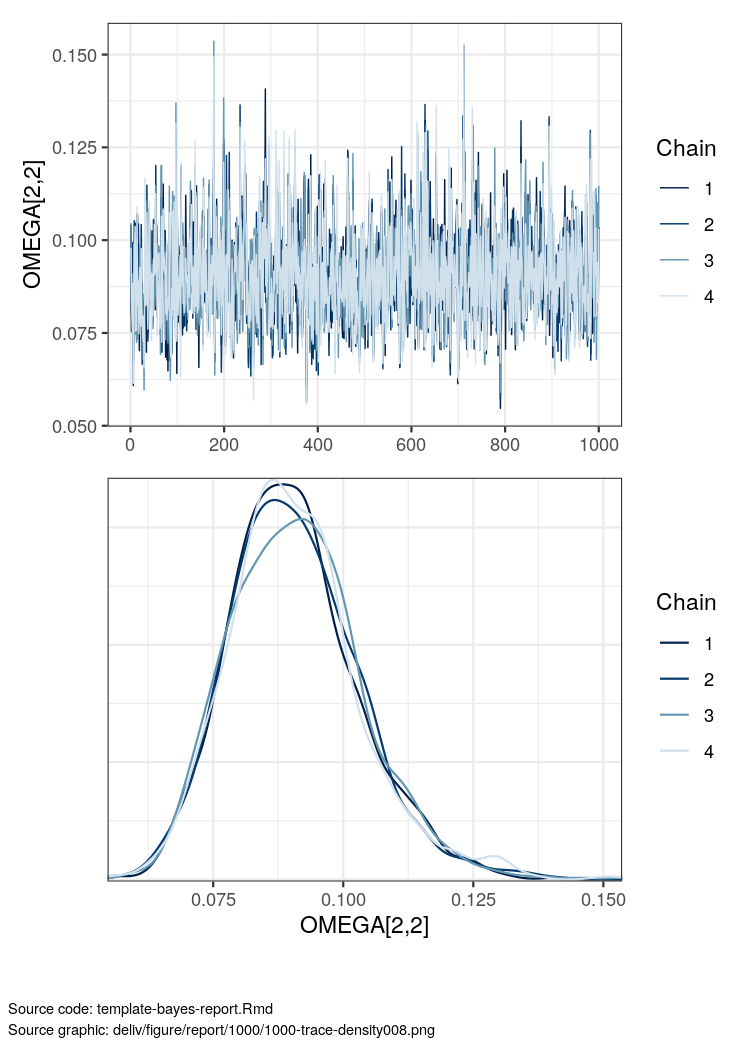 0.150
0.125
0.100
0.075
0.050
OMEGA[2,2]
0 200 400 600 800 1000
Chain
1
2
3
4
0.075 0.100 0.125 0.150
OMEGA[2,2]
Chain
1
2
3
4
Source code: template-bayes-report.Rmd
Source graphic: deliv/figure/report/1000/1000-trace-density008.png